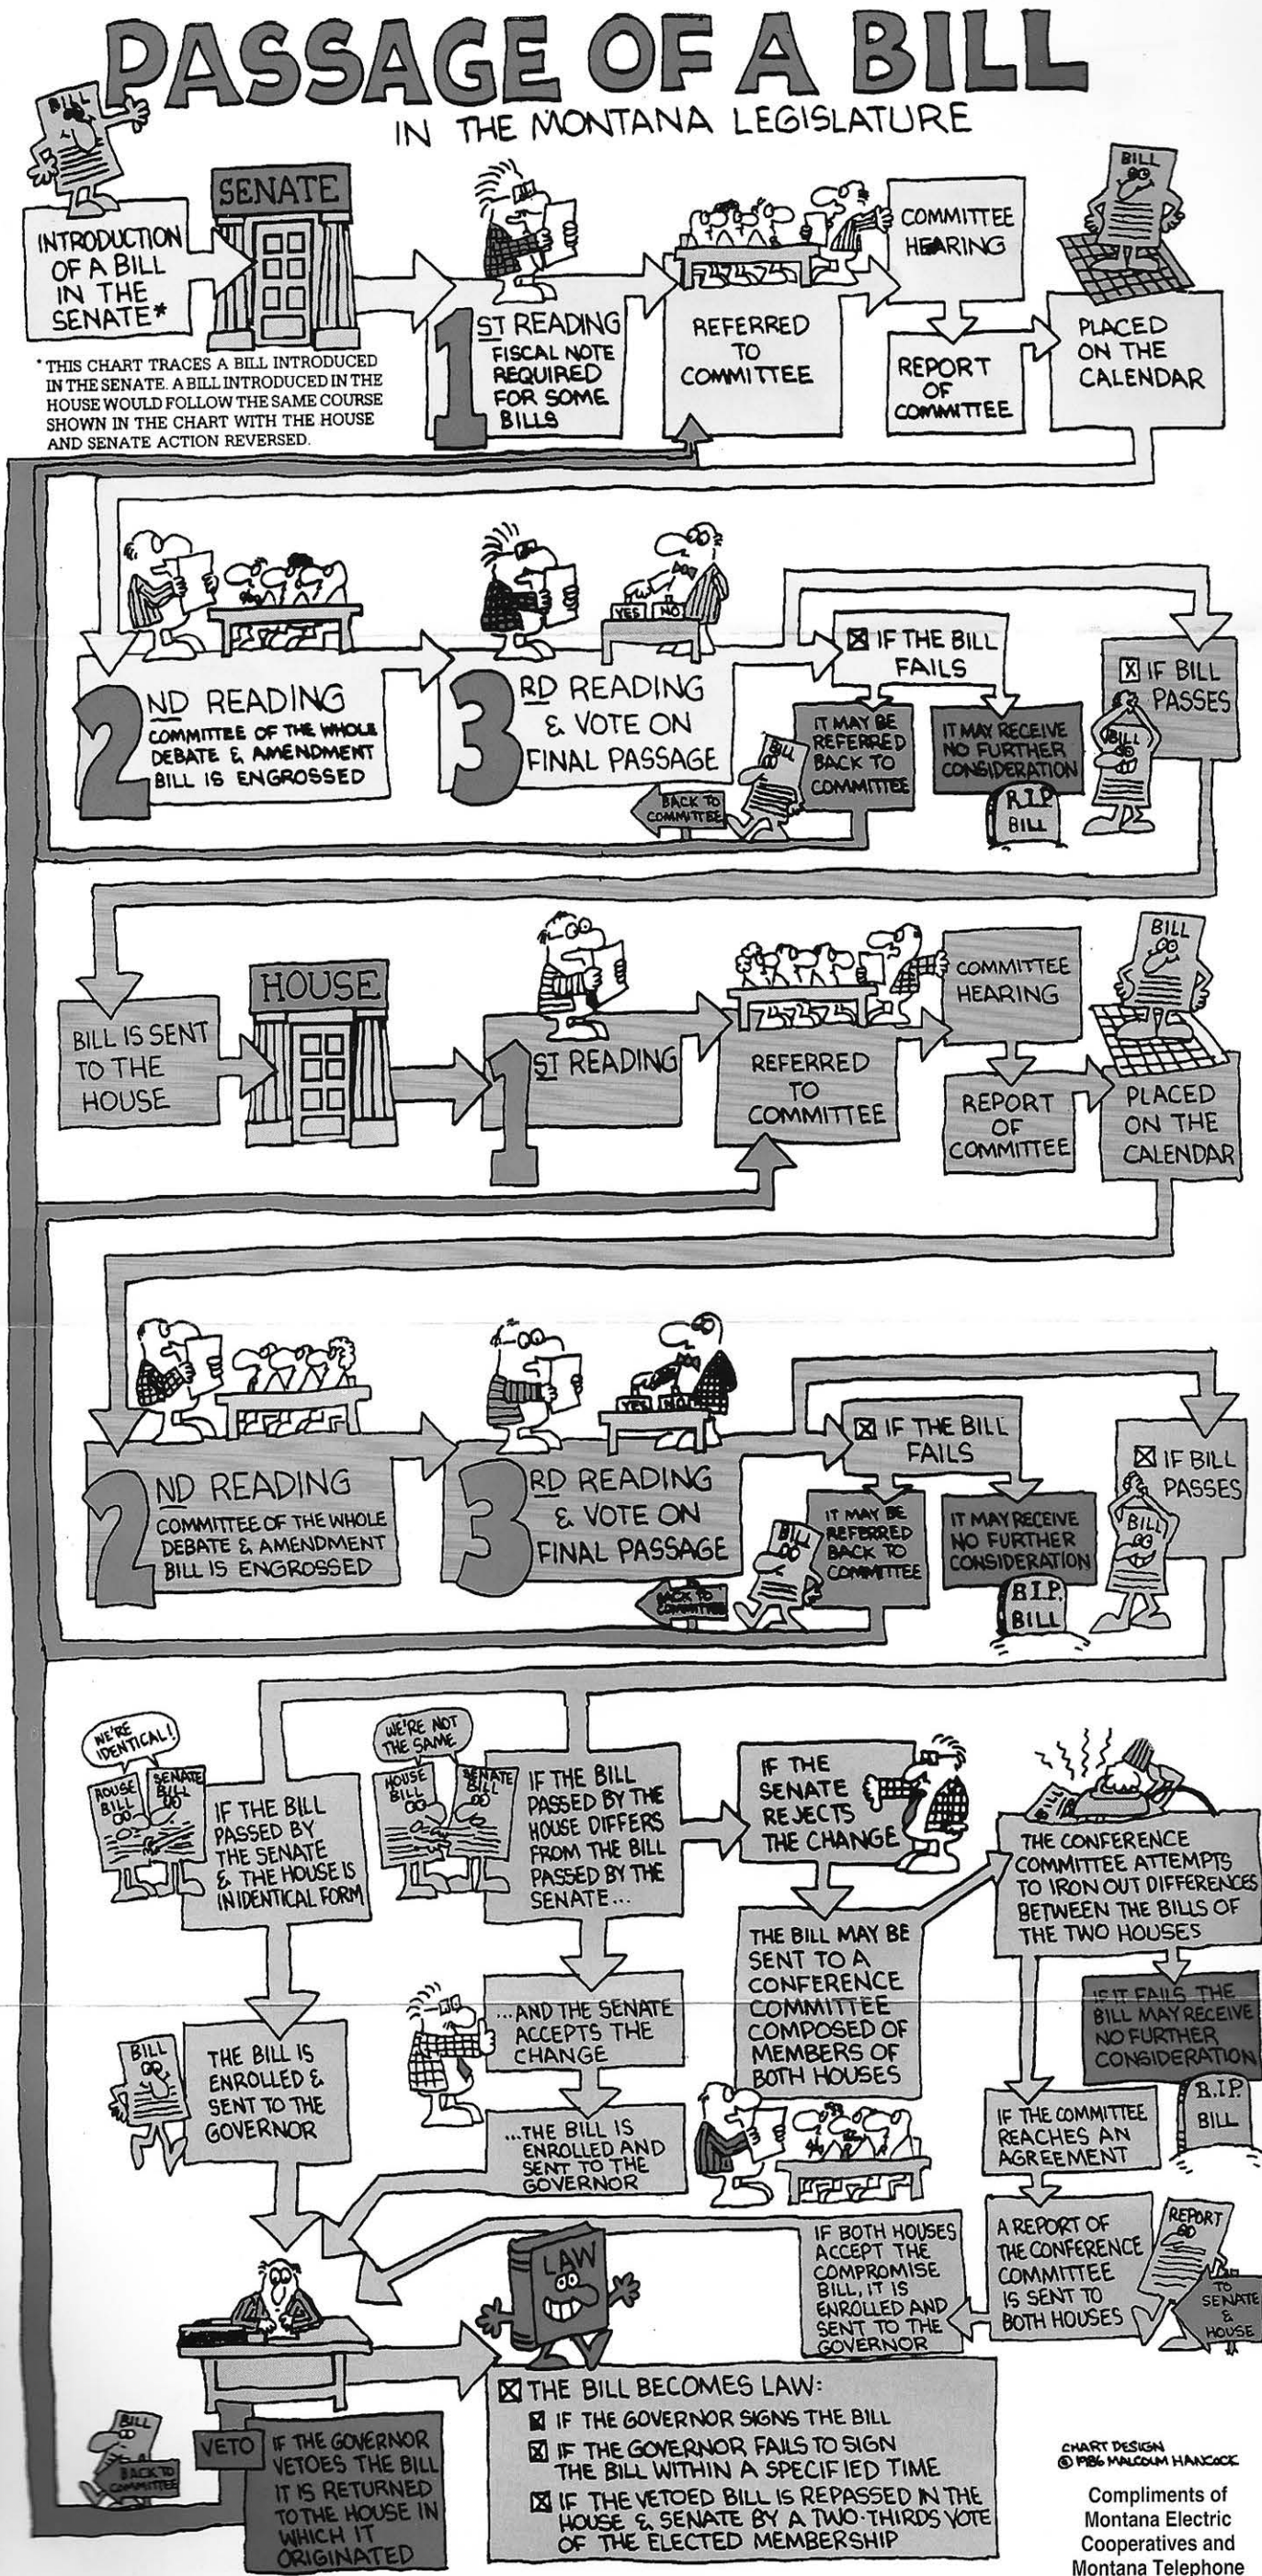 PASSAGE OF A BILL
IN THE MONTANA LEGISLATURE
BILL
INTRODUCTION
OF A BILL
IN THE
SENATE*
SENATE
1ST READING
FISCAL NOTE
REQUIRED
FOR SOME
BILLS
REFERRED
TO
COMMITTEE
COMMITTEE
HEARING
REPORT
OF
COMMITTEE
BILL
PLACED
ON THE
CALENDAR
* THIS CHART TRACES A BILL INTRODUCED
IN THE SENATE. A BILL INTRODUCED IN THE
HOUSE WOULD FOLLOW THE SAME COURSE
SHOWN IN THE CHART WITH THE HOUSE
AND SENATE ACTION REVERSED.
2ND READING
COMMITTEE OF THE WHOLE
DEBATE & AMENDMENT
BILL IS ENGROSSED
YES NO
3RD READING
& VOTE ON
FINAL PASSAGE
IF THE BILL
FAILS
IT MAY BE
REFERRED
BACK TO
COMMITTEE
BILL
BACK TO
COMMITTEE
IT MAY RECEIVE
NO FURTHER
CONSIDERATION
R.I.P.
BILL
IF BILL
PASSES
BILL
BILL IS SENT
TO THE
HOUSE
HOUSE
1ST READING
REFERRED
TO
COMMITTEE
COMMITTEE
HEARING
REPORT
OF
COMMITTEE
BILL
PLACED
ON THE
CALENDAR
2ND READING
COMMITTEE OF THE WHOLE
DEBATE & AMENDMENT
BILL IS ENGROSSED
YES NO
3RD READING
& VOTE ON
FINAL PASSAGE
IF THE BILL
FAILS
IT MAY BE
REFERRED
BACK TO
COMMITTEE
BILL
BACK TO
COMMITTEE
IT MAY RECEIVE
NO FURTHER
CONSIDERATION
R.I.P.
BILL
IF BILL
PASSES
BILL
WE'RE
IDENTICAL!
HOUSE
BILL
SENATE
BILL
IF THE BILL
PASSED BY
THE SENATE
& THE HOUSE IS
IN IDENTICAL FORM
WE'RE NOT
THE SAME
HOUSE
BILL
SENATE
BILL
IF THE BILL
PASSED BY THE
HOUSE DIFFERS
FROM THE BILL
PASSED BY THE
SENATE...
IF THE
SENATE
REJECTS
THE CHANGE
BILL
THE CONFERENCE
COMMITTEE ATTEMPTS
TO IRON OUT DIFFERENCES
BETWEEN THE BILLS OF
THE TWO HOUSES
THE BILL MAY BE
SENT TO A
CONFERENCE
COMMITTEE
COMPOSED OF
MEMBERS OF
BOTH HOUSES
IF IT FAILS, THE
BILL MAY RECEIVE
NO FURTHER
CONSIDERATION
R.I.P.
BILL
...AND THE SENATE
ACCEPTS THE
CHANGE
BILL
THE BILL IS
ENROLLED &
SENT TO THE
GOVERNOR
...THE BILL IS
ENROLLED AND
SENT TO THE
GOVERNOR
IF THE COMMITTEE
REACHES AN
AGREEMENT
A REPORT OF
THE CONFERENCE
COMMITTEE
IS SENT TO
BOTH HOUSES
REPORT
TO
SENATE
&
HOUSE
IF BOTH HOUSES
ACCEPT THE
COMPROMISE
BILL, IT IS
ENROLLED AND
SENT TO THE
GOVERNOR
LAW
THE BILL BECOMES LAW:
IF THE GOVERNOR SIGNS THE BILL
IF THE GOVERNOR FAILS TO SIGN
THE BILL WITHIN A SPECIFIED TIME
IF THE VETOED BILL IS REPASSED IN THE
HOUSE & SENATE BY A TWO-THIRDS VOTE
OF THE ELECTED MEMBERSHIP
BILL
BACK TO
COMMITTEE
VETO
IF THE GOVERNOR
VETOES THE BILL
IT IS RETURNED
TO THE HOUSE IN
WHICH IT
ORIGINATED
CHART DESIGN
© 1986 MALCOLM HANCOCK
Compliments of
Montana Electric
Cooperatives and
Montana Telephone